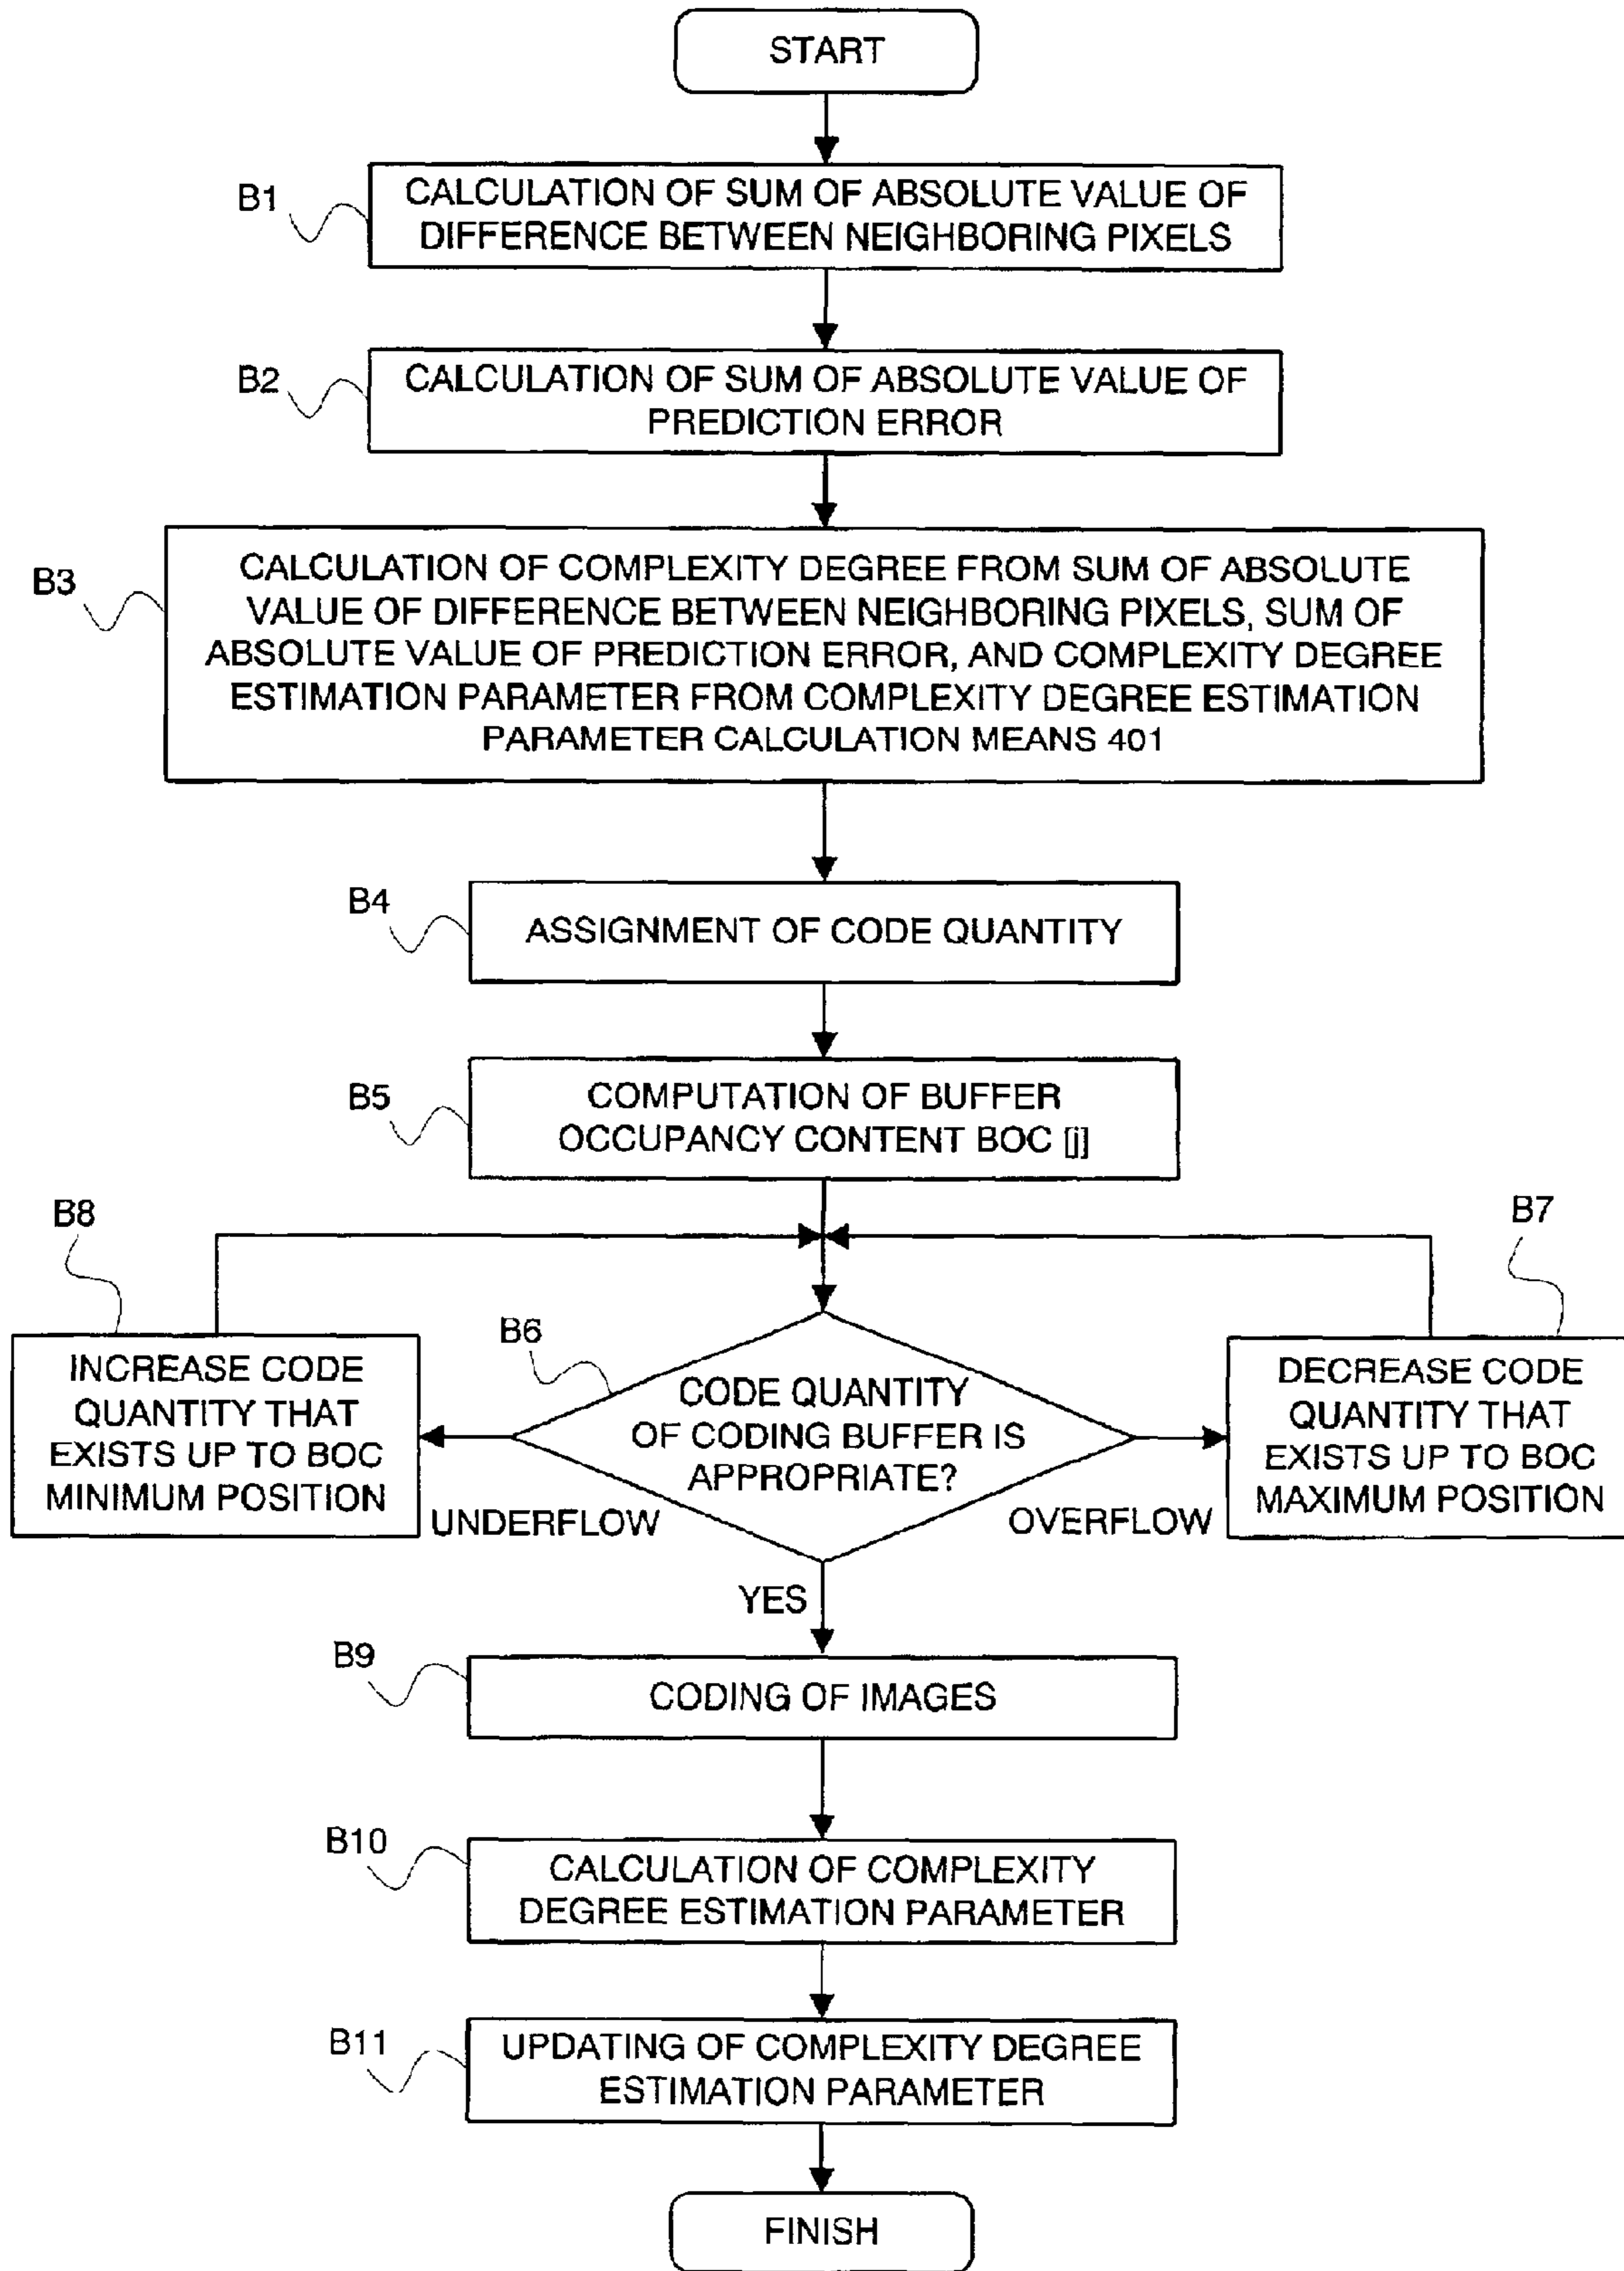 START
B1
CALCULATION OF SUM OF ABSOLUTE VALUE OF
DIFFERENCE BETWEEN NEIGHBORING PIXELS
B2
CALCULATION OF SUM OF ABSOLUTE VALUE OF
PREDICTION ERROR
B3
CALCULATION OF COMPLEXITY DEGREE FROM SUM OF ABSOLUTE
VALUE OF DIFFERENCE BETWEEN NEIGHBORING PIXELS, SUM OF
ABSOLUTE VALUE OF PREDICTION ERROR, AND COMPLEXITY DEGREE
ESTIMATION PARAMETER FROM COMPLEXITY DEGREE ESTIMATION
PARAMETER CALCULATION MEANS 401
B4
ASSIGNMENT OF CODE QUANTITY
B5
COMPUTATION OF BUFFER
OCCUPANCY CONTENT BOC [j]
B8
INCREASE CODE
QUANTITY THAT
EXISTS UP TO BOC
MINIMUM POSITION
B6
CODE QUANTITY
OF CODING BUFFER IS
APPROPRIATE?
B7
DECREASE CODE
QUANTITY THAT
EXISTS UP TO BOC
MAXIMUM POSITION
UNDERFLOW
OVERFLOW
YES
B9
CODING OF IMAGES
B10
CALCULATION OF COMPLEXITY
DEGREE ESTIMATION PARAMETER
B11
UPDATING OF COMPLEXITY DEGREE
ESTIMATION PARAMETER
FINISH